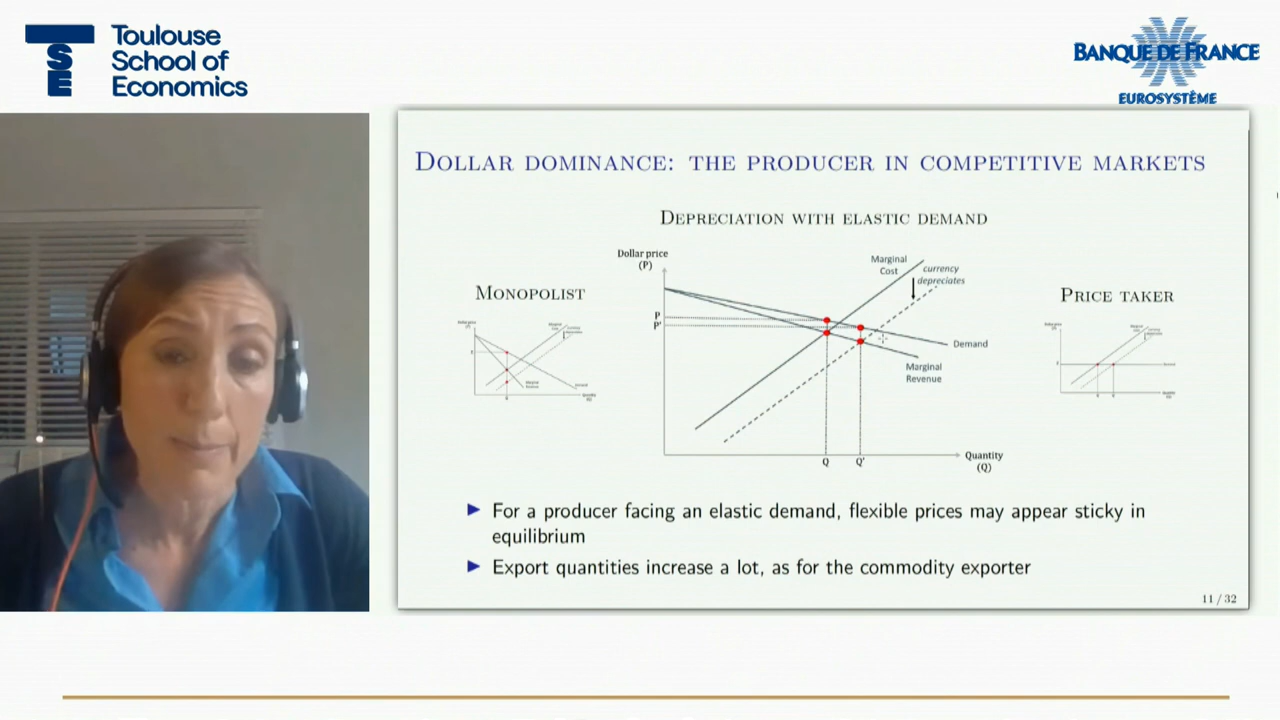 TSE
Toulouse
School of
Economics
BANQUE DE FRANCE
EUROSYSTÈME
DOLLAR DOMINANCE: THE PRODUCER IN COMPETITIVE MARKETS
DEPRECIATION WITH ELASTIC DEMAND
MONOPOLIST
PRICE TAKER
Dollar price
(P)
Marginal
Cost
currency
depreciates
P
P'
Demand
Marginal
Revenue
Q
Q'
Quantity
(Q)
▶ For a producer facing an elastic demand, flexible prices may appear sticky in
equilibrium
▶ Export quantities increase a lot, as for the commodity exporter
11 / 32